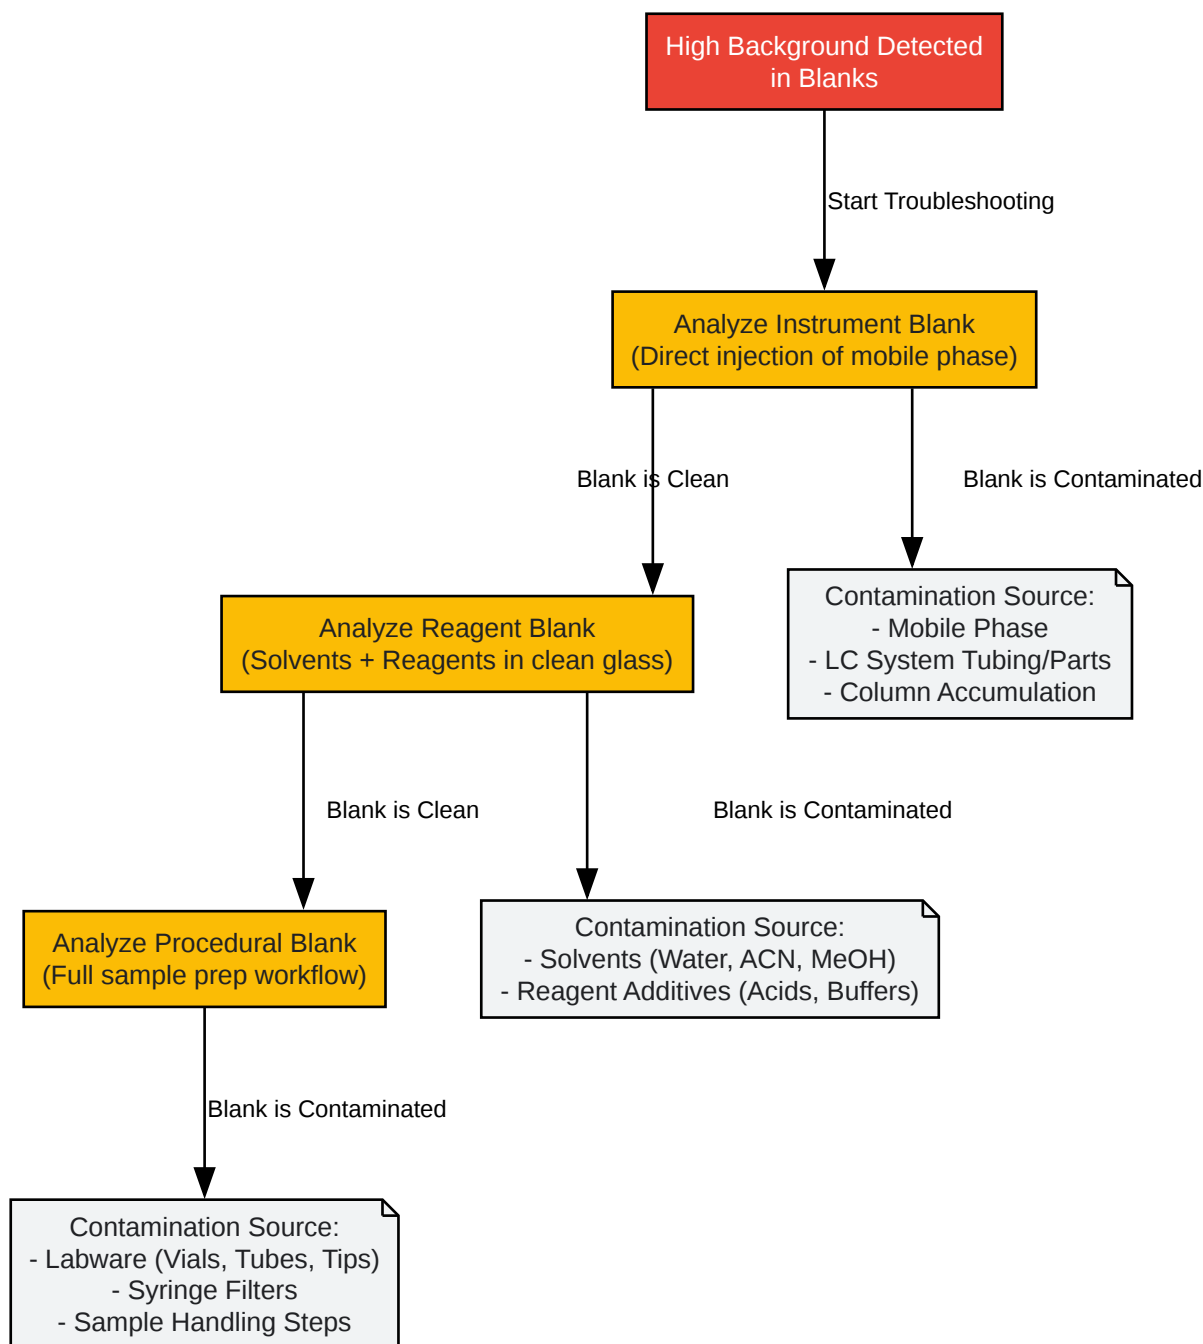 High Background Detected
in Blanks
Start Troubleshooting
Analyze Instrument Blank
(Direct injection of mobile phase)
Blank is Clean
Blank is Contaminated
Contamination Source:
- Mobile Phase
- LC System Tubing/Parts
- Column Accumulation
Analyze Reagent Blank
(Solvents + Reagents in clean glass)
Blank is Clean
Blank is Contaminated
Contamination Source:
- Solvents (Water, ACN, MeOH)
- Reagent Additives (Acids, Buffers)
Analyze Procedural Blank
(Full sample prep workflow)
Blank is Contaminated
Contamination Source:
- Labware (Vials, Tubes, Tips)
- Syringe Filters
- Sample Handling Steps